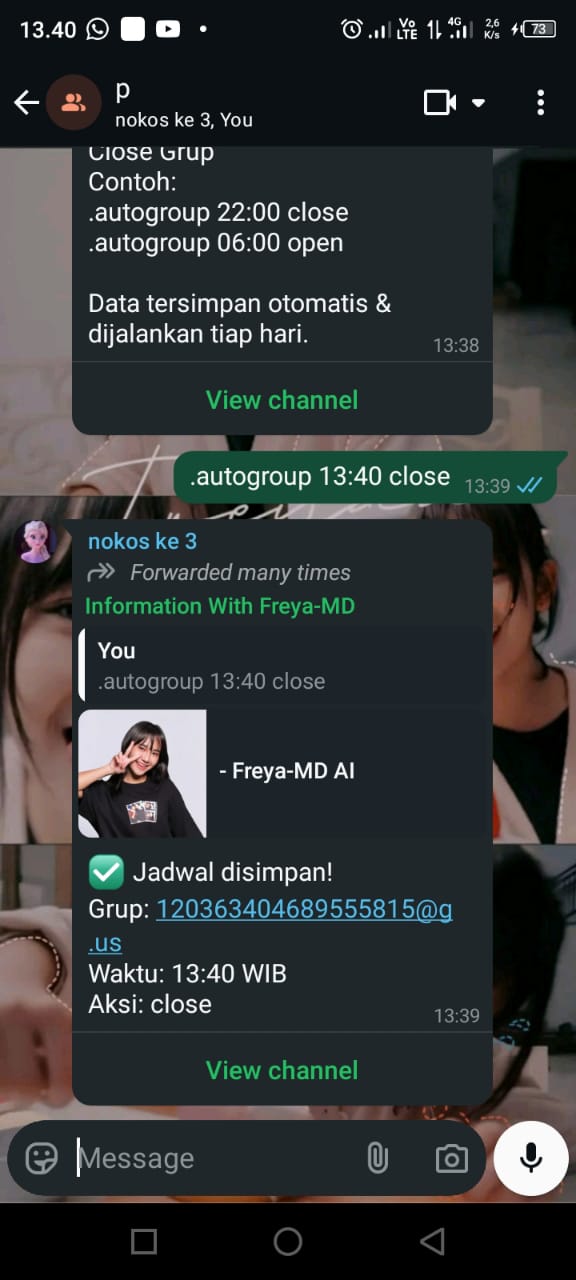 13.40
Vo
LTE
4G
2,6
K/s
73
p
nokos ke 3, You
Close Grup
Contoh:
.autogroup 22:00 close
.autogroup 06:00 open
Data tersimpan otomatis &
dijalankan tiap hari.
13:38
View channel
.autogroup 13:40 close
13:39
nokos ke 3
Forwarded many times
Information With Freya-MD
You
.autogroup 13:40 close
- Freya-MD AI
✅ Jadwal disimpan!
Grup: 120363404689555815@g
.us
Waktu: 13:40 WIB
Aksi: close
13:39
View channel
Message